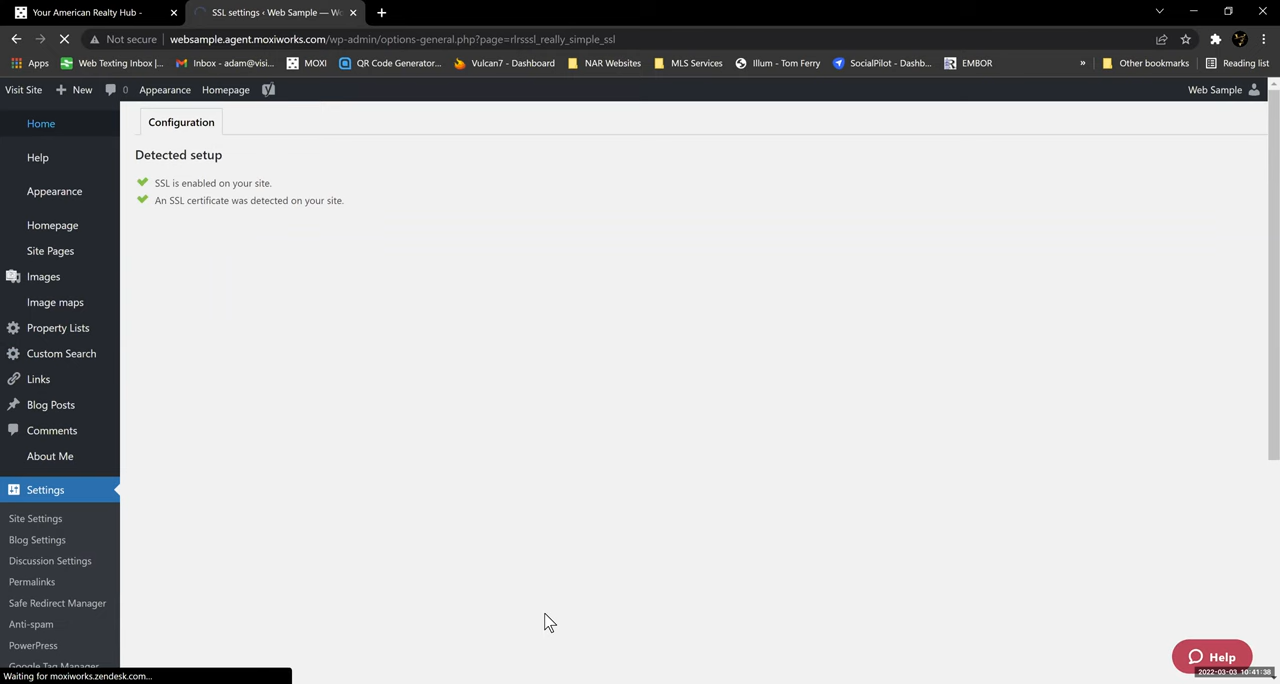 Your American Realty Hub -
SSL settings ‹ Web Sample — Wo
Not secure
websample.agent.moxiworks.com/wp-admin/options-general.php?page=rlrsssl_really_simple_ssl
Apps
Web Texting Inbox |...
Inbox - adam@visi...
MOXI
QR Code Generator...
Vulcan7 - Dashboard
NAR Websites
MLS Services
Illum - Tom Ferry
SocialPilot - Dashb...
EMBOR
»
Other bookmarks
Reading list
Visit Site
New
0
Appearance
Homepage
Web Sample
Home
Help
Appearance
Homepage
Site Pages
Images
Image maps
Property Lists
Custom Search
Links
Blog Posts
Comments
About Me
Settings
Site Settings
Blog Settings
Discussion Settings
Permalinks
Safe Redirect Manager
Anti-spam
PowerPress
Google Tag Manager
Configuration
Detected setup
SSL is enabled on your site.
An SSL certificate was detected on your site.
Help
2022-03-03 10:41:38
Waiting for moxiworks.zendesk.com...